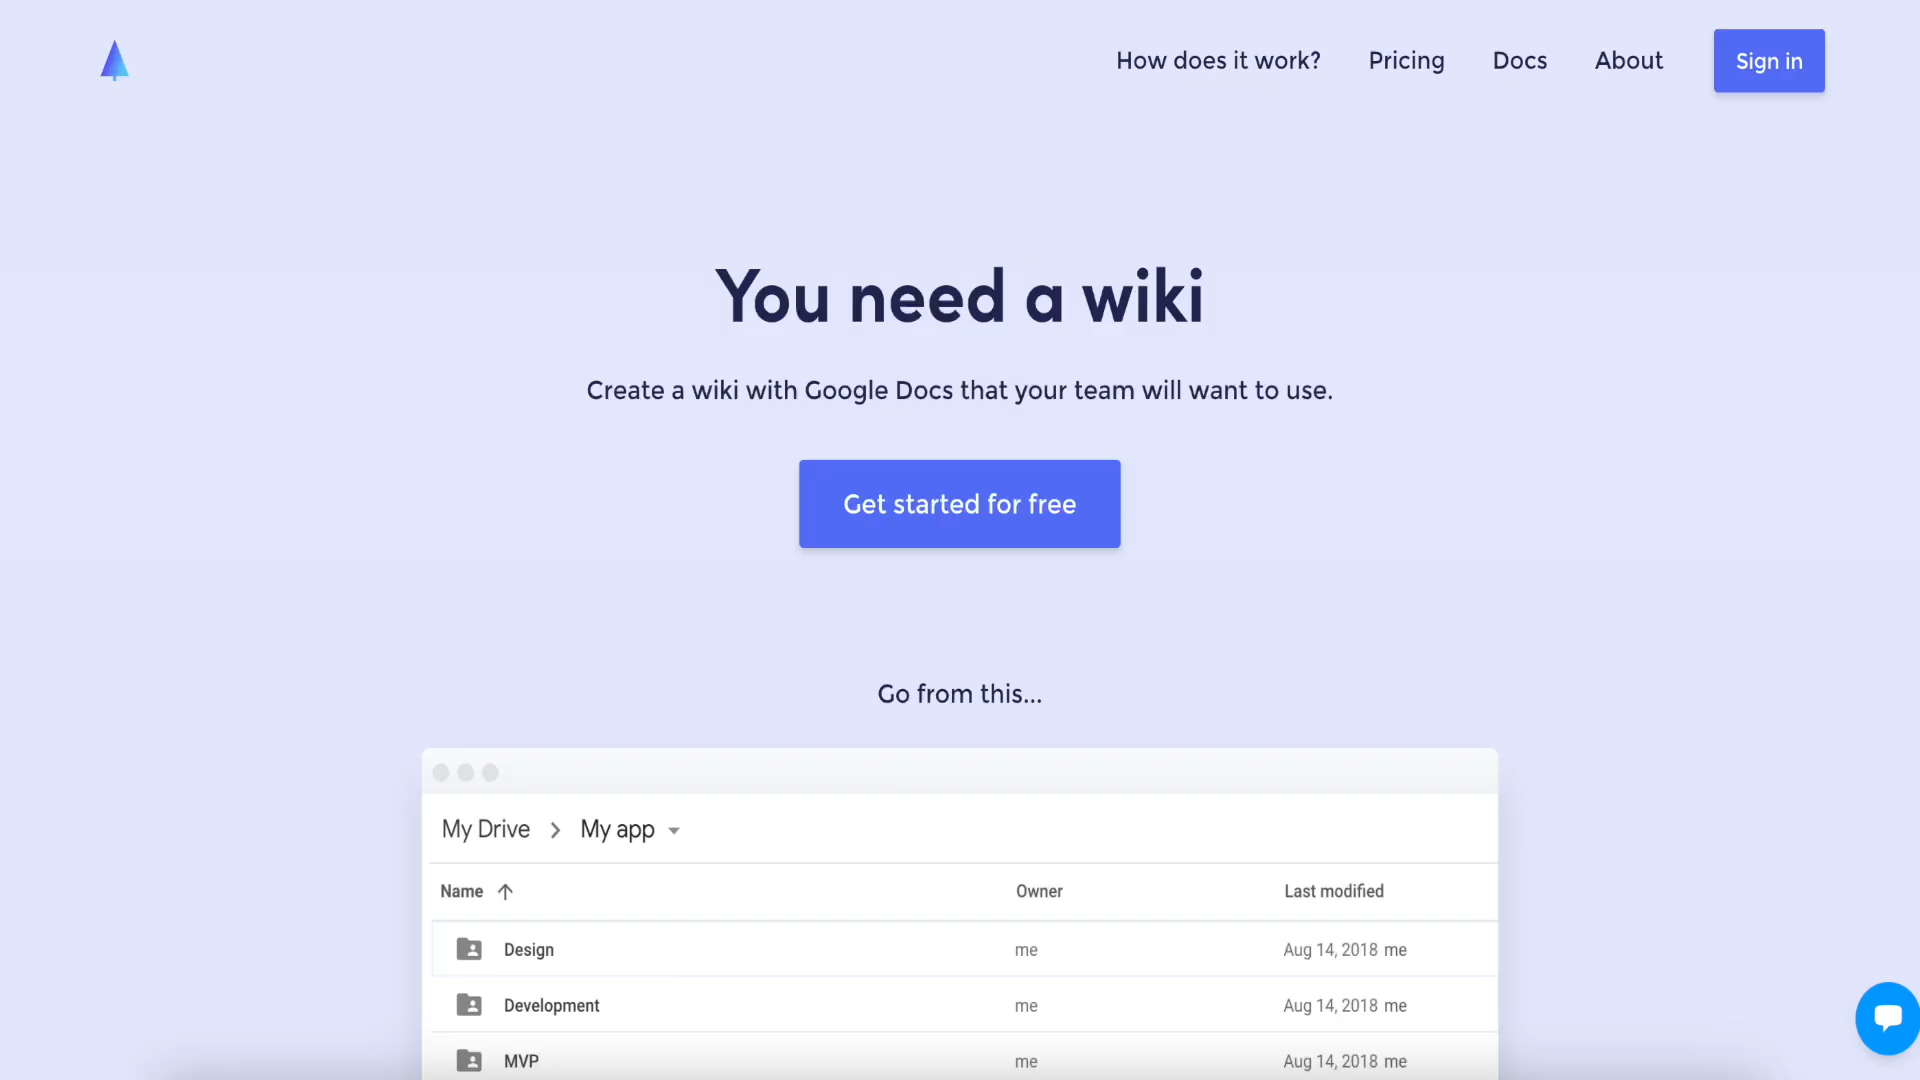 How does it work? Pricing Docs About Sign in
You need a wiki
Create a wiki with Google Docs that your team will want to use.
Get started for free
Go from this...
My Drive My app
Name Owner Last modified
Design me Aug 14, 2018 me
Development me Aug 14, 2018 me
MVP me Aug 14, 2018 me